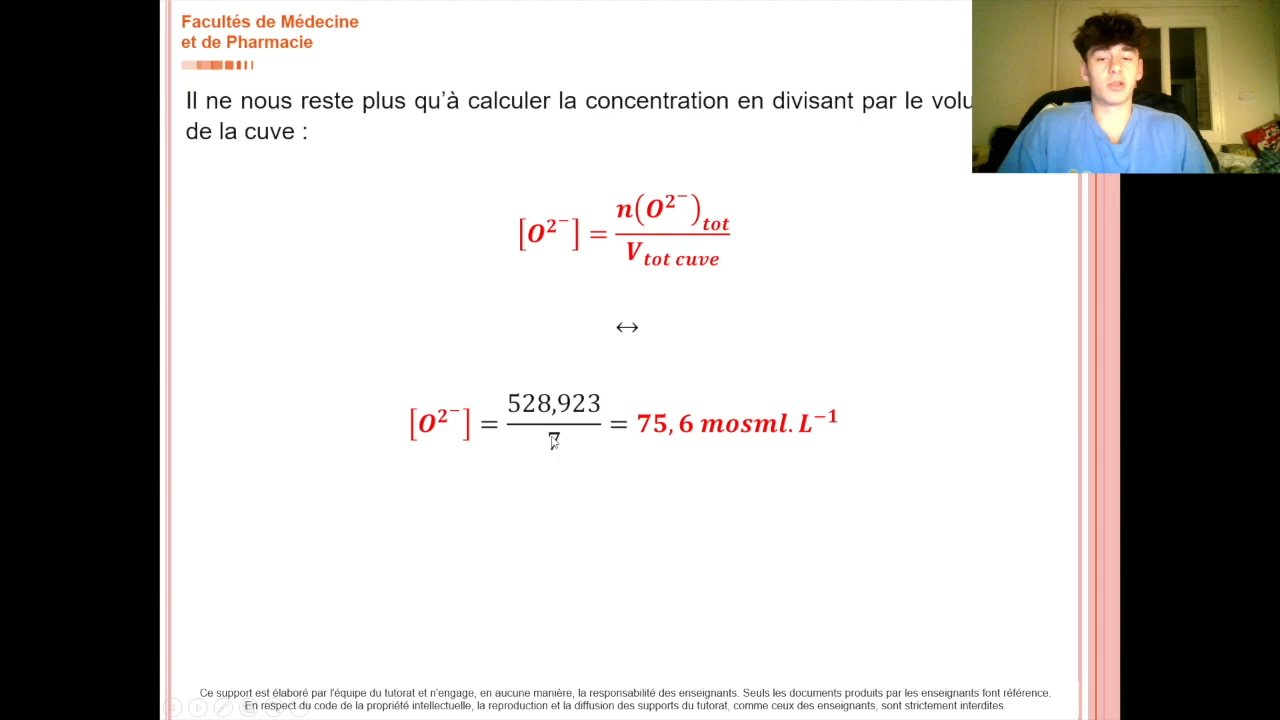 Facultés de Médecine
et de Pharmacie
Il ne nous reste plus qu’à calculer la concentration en divisant par le volu
de la cuve :
[O²⁻] = n(O²⁻)tot / Vtot cuve
↔
[O²⁻] = 528,923 / 7 = 75,6 mosml.L⁻¹
Ce support est élaboré par l'équipe du tutorat et n’engage, en aucune manière, la responsabilité des enseignants. Seuls les documents produits par les enseignants font référence.
En respect du code de la propriété intellectuelle, la reproduction et la diffusion des supports du tutorat, comme ceux des enseignants, sont strictement interdites.